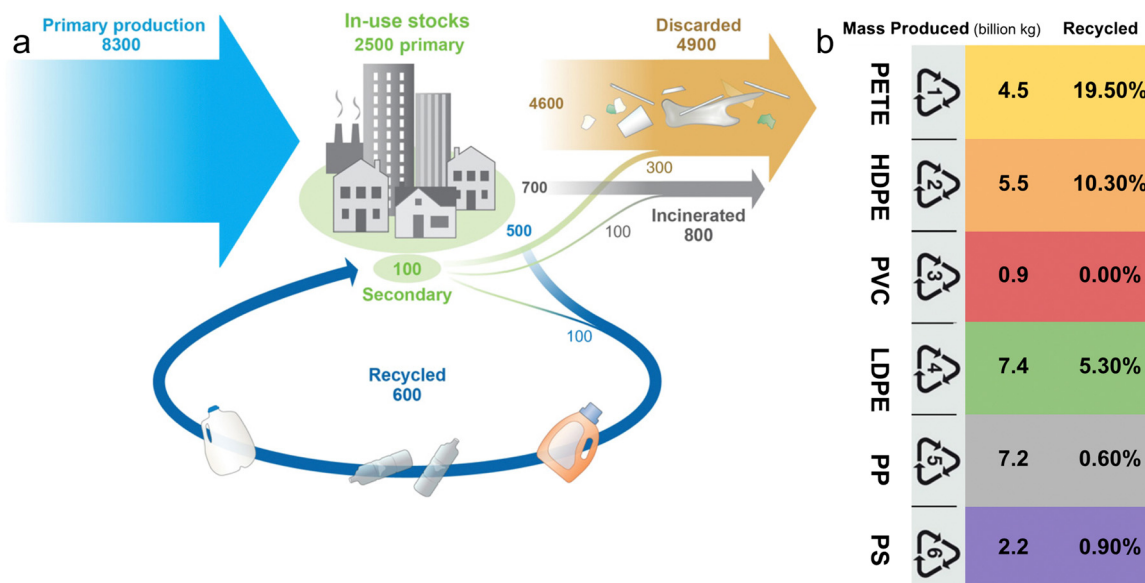 a
Primary production
8300
In-use stocks
2500 primary
Discarded
4900
4600
300
700
Incinerated
800
500
100
100
Secondary
100
Recycled
600
b
Mass Produced (billion kg) Recycled
PETE 1 4.5 19.50%
HDPE 2 5.5 10.30%
PVC 3 0.9 0.00%
LDPE 4 7.4 5.30%
PP 5 7.2 0.60%
PS 6 2.2 0.90%